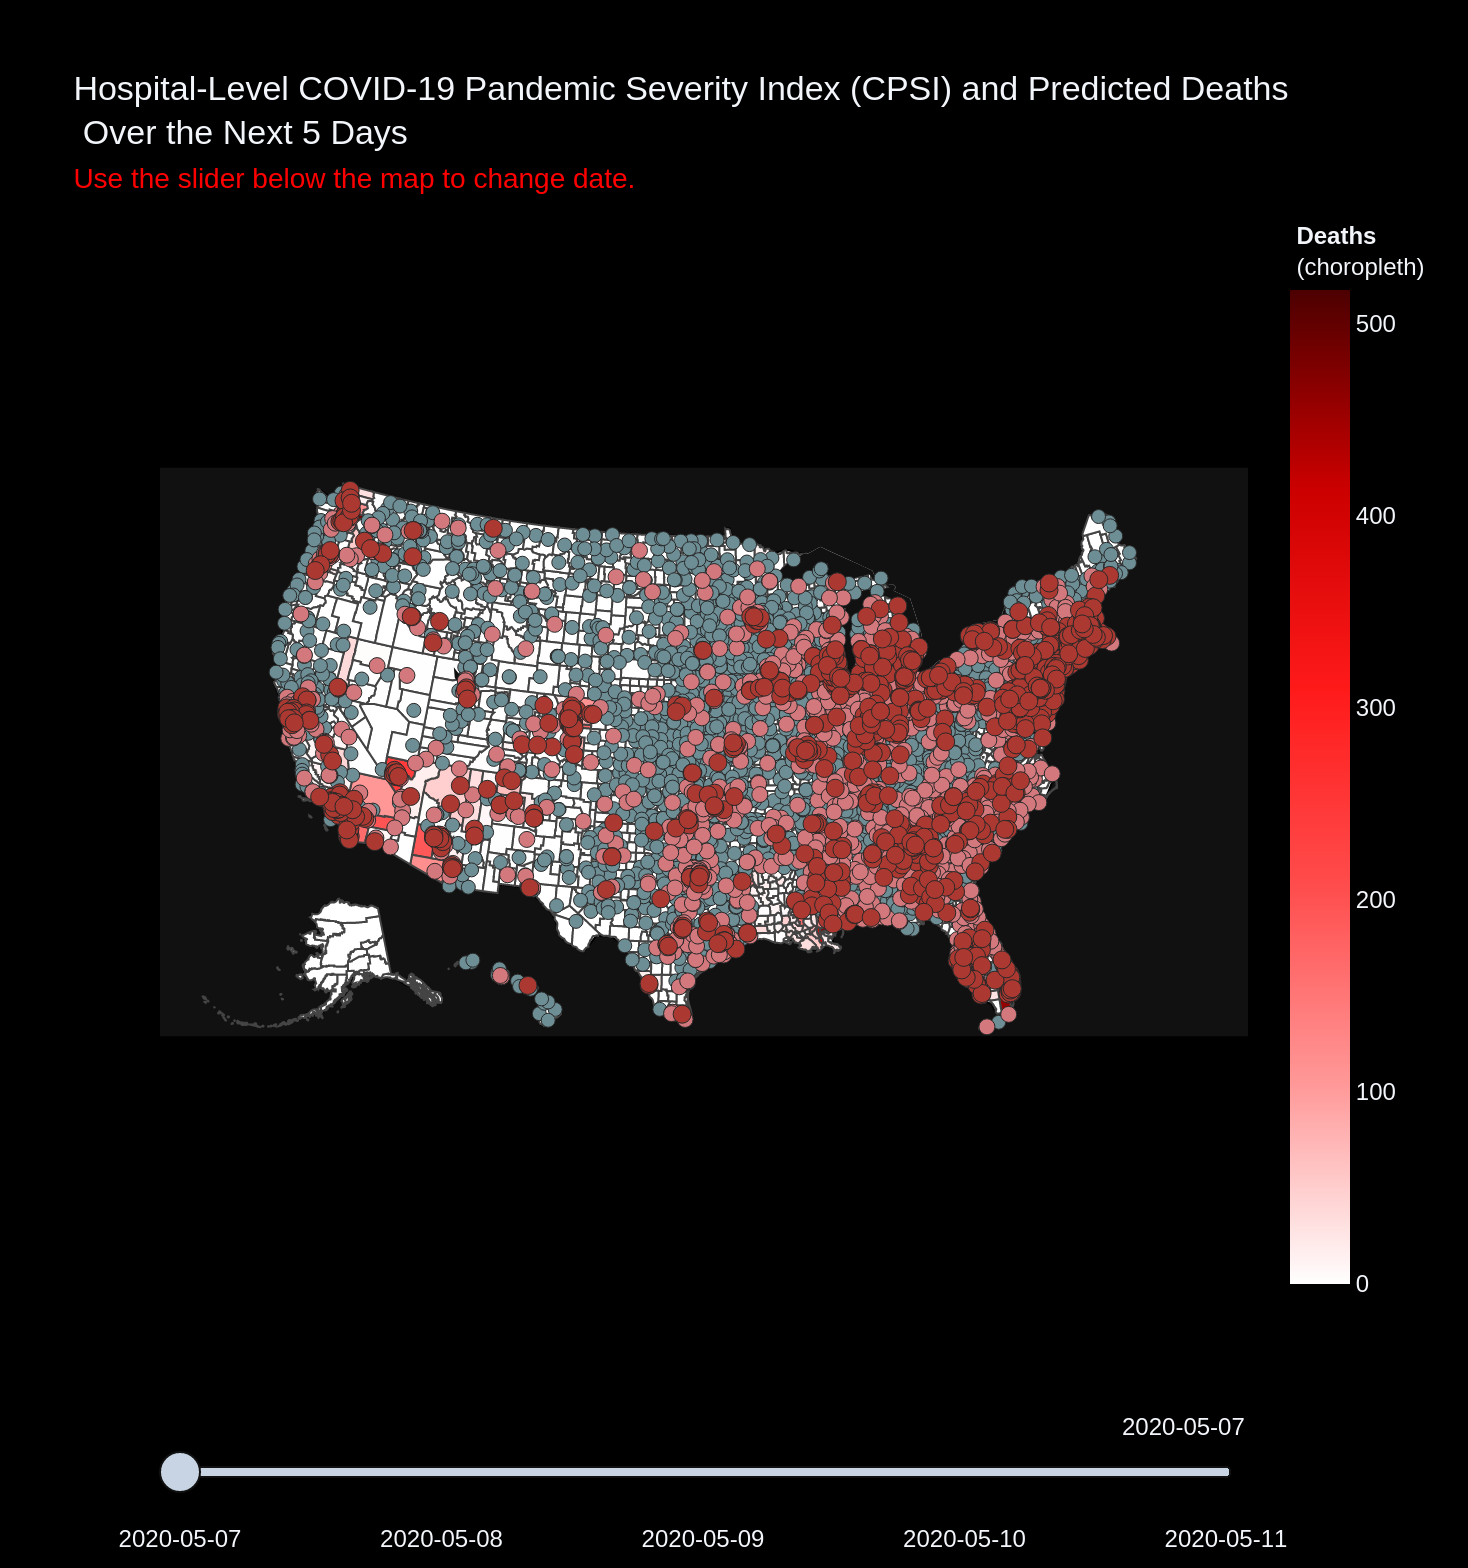 Hospital-Level COVID-19 Pandemic Severity Index (CPSI) and Predicted Deaths
Over the Next 5 Days
Use the slider below the map to change date.
Deaths
(choropleth)
500
400
300
200
100
0
2020-05-07
2020-05-07
2020-05-08
2020-05-09
2020-05-10
2020-05-11